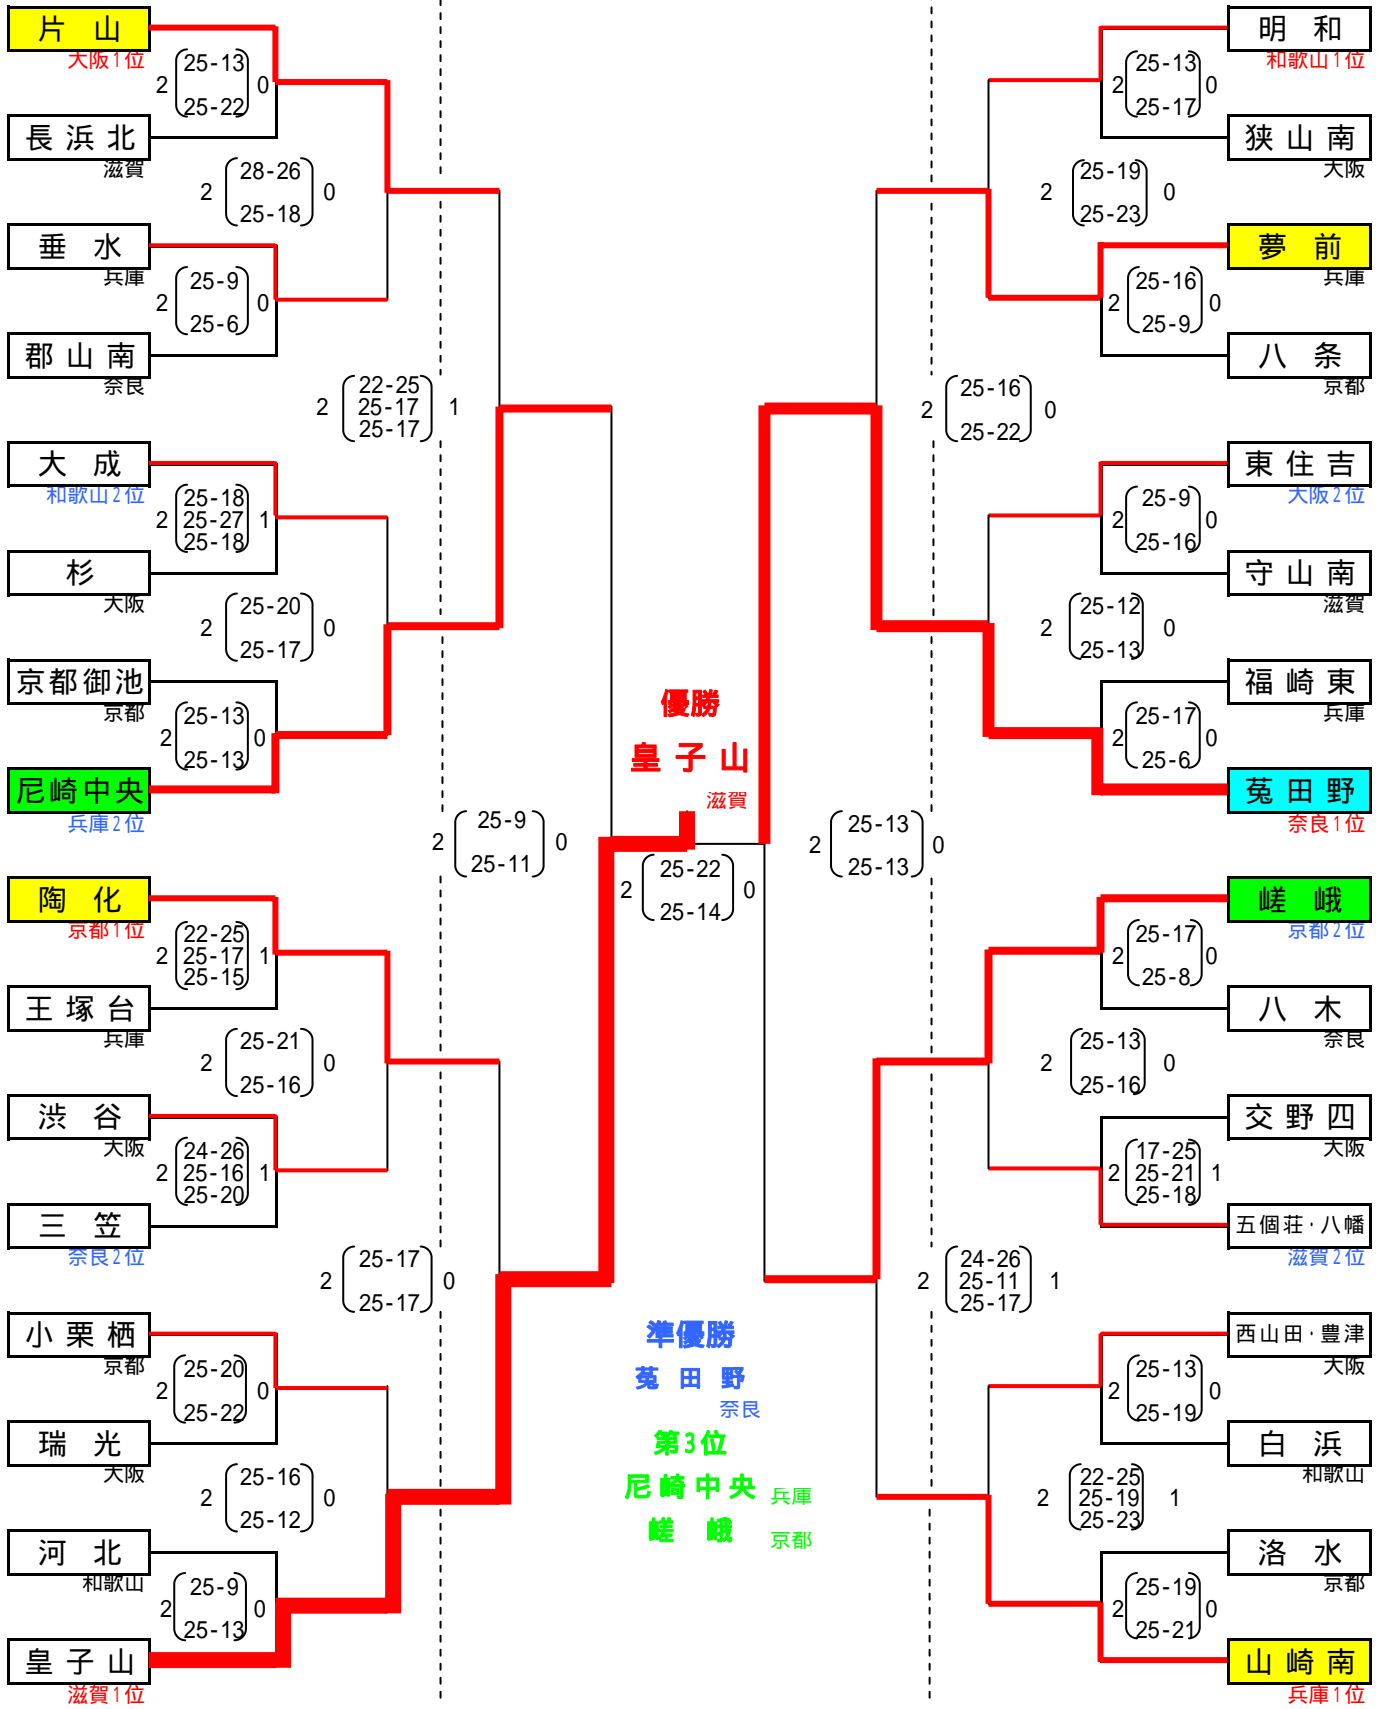 片山
大阪1位
2 25-13 0
25-22
長浜北
滋賀
2 28-26 0
25-18
垂水
兵庫
2 25-9 0
25-6
郡山南
奈良
2 22-25 1
25-17
25-17
大成
和歌山2位
2 25-18 1
25-27
25-18
杉
大阪
2 25-20 0
25-17
京都御池
京都
2 25-13 0
25-13
尼崎中央
兵庫2位
2 25-9 0
25-11
陶化
京都1位
2 22-25 1
25-17
25-15
王塚台
兵庫
2 25-21 0
25-16
渋谷
大阪
2 24-26 1
25-16
25-20
三笠
奈良2位
2 25-17 0
25-17
小栗栖
京都
2 25-20 0
25-22
瑞光
大阪
2 25-16 0
25-12
河北
和歌山
2 25-9 0
25-13
皇子山
滋賀1位
優勝
皇子山
滋賀
2 25-22 0
25-14
準優勝
菟田野
奈良
第3位
尼崎中央 兵庫
嵯峨 京都
明和
和歌山1位
2 25-13 0
25-17
狭山南
大阪
2 25-19 0
25-23
夢前
兵庫
2 25-16 0
25-9
八条
京都
2 25-16 0
25-22
東住吉
大阪2位
2 25-9 0
25-16
守山南
滋賀
2 25-12 0
25-13
福崎東
兵庫
2 25-17 0
25-6
菟田野
奈良1位
2 25-13 0
25-13
嵯峨
京都2位
2 25-17 0
25-8
八木
奈良
2 25-13 0
25-16
交野四
大阪
2 17-25 1
25-21
25-18
五個荘・八幡
滋賀2位
2 24-26 1
25-11
25-17
西山田・豊津
大阪
2 25-13 0
25-19
白浜
和歌山
2 22-25 1
25-19
25-23
洛水
京都
2 25-19 0
25-21
山崎南
兵庫1位